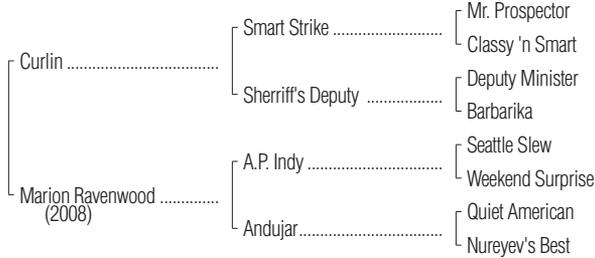 Mr. Prospector
Smart Strike ......................
Classy 'n Smart
Curlin ..............................
Deputy Minister
Sherriff's Deputy ...............
Barbarika
Seattle Slew
A.P. Indy ...........................
Weekend Surprise
Marion Ravenwood ............
(2008)
Quiet American
Andujar............................
Nureyev's Best